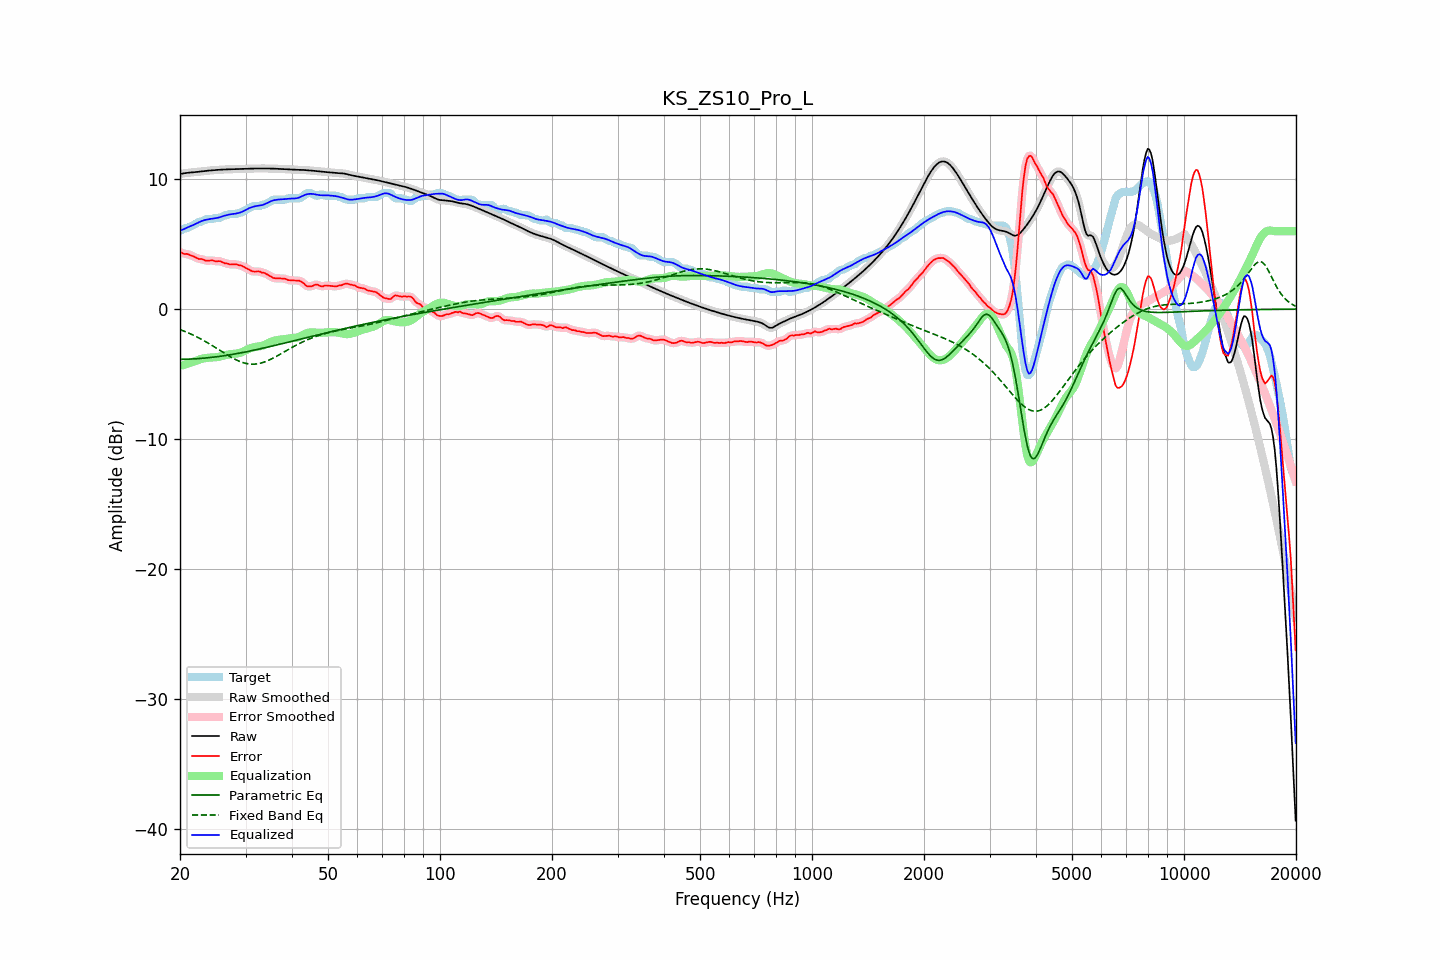 KS_ZS10_Pro_L
Amplitude (dBr)
10
0
−10
−20
−30
−40
Target
Raw Smoothed
Error Smoothed
Raw
Error
Equalization
Parametric Eq
Fixed Band Eq
Equalized
20 50 100 200 500 1000 2000 5000 10000 20000
Frequency (Hz)